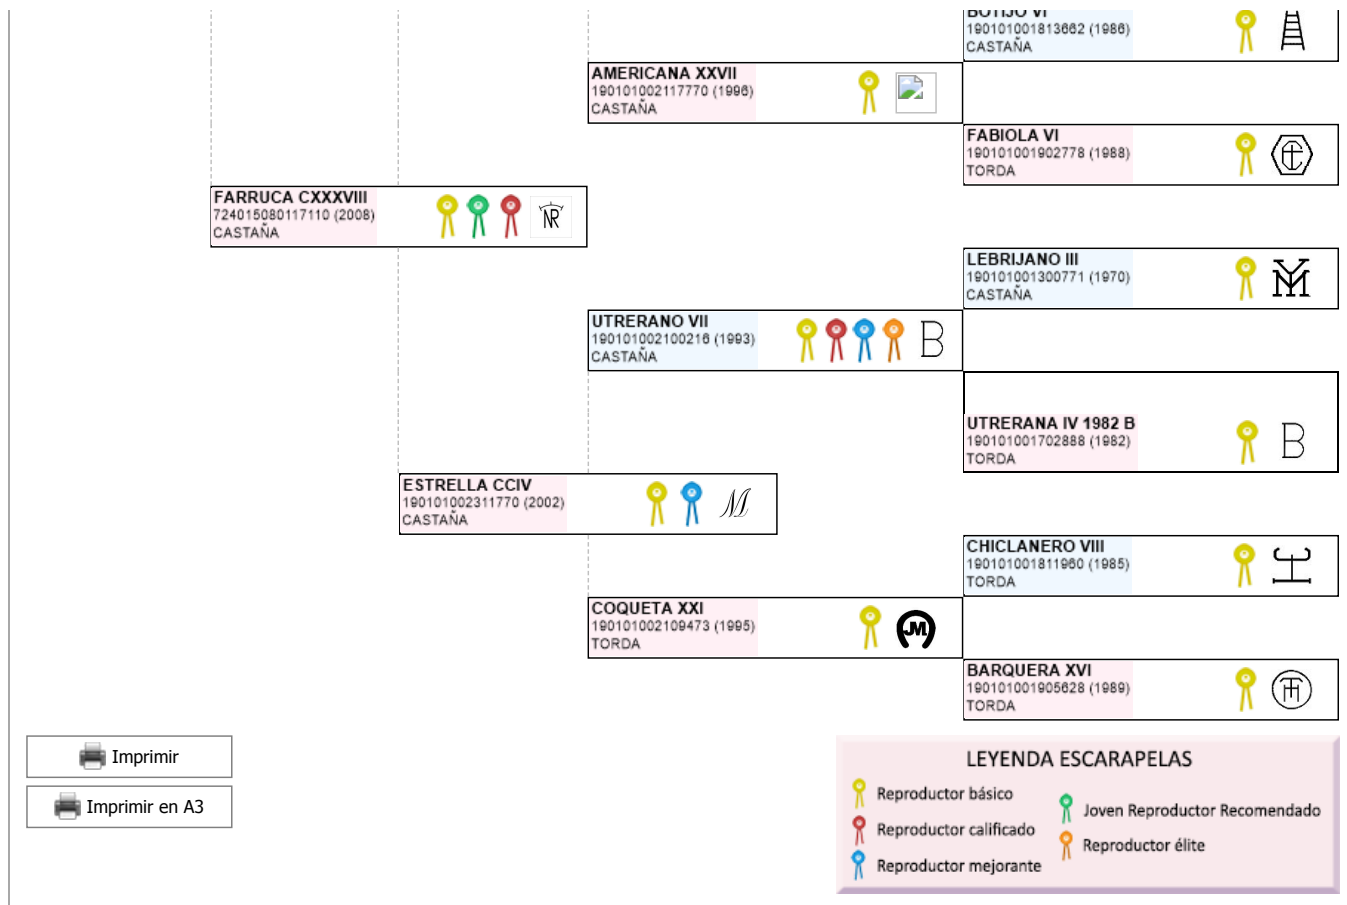 BOTIJO VI
190101001813662 (1986)
CASTAÑA
AMERICANA XXVII
190101002117770 (1996)
CASTAÑA
FABIOLA VI
190101001902778 (1988)
TORDA
FARRUCA CXXXVIII
724015080117110 (2008)
CASTAÑA
LEBRIJANO III
190101001300771 (1970)
CASTAÑA
UTRERANO VII
190101002100216 (1993)
CASTAÑA
B
UTRERANA IV 1982 B
190101001702888 (1982)
TORDA
B
ESTRELLA CCIV
190101002311770 (2002)
CASTAÑA
M
CHICLANERO VIII
190101001811960 (1985)
TORDA
COQUETA XXI
190101002109473 (1995)
TORDA
JM
BARQUERA XVI
190101001905628 (1989)
TORDA
Imprimir
Imprimir en A3
LEYENDA ESCARAPELAS
Reproductor básico
Reproductor calificado
Reproductor mejorante
Joven Reproductor Recomendado
Reproductor élite